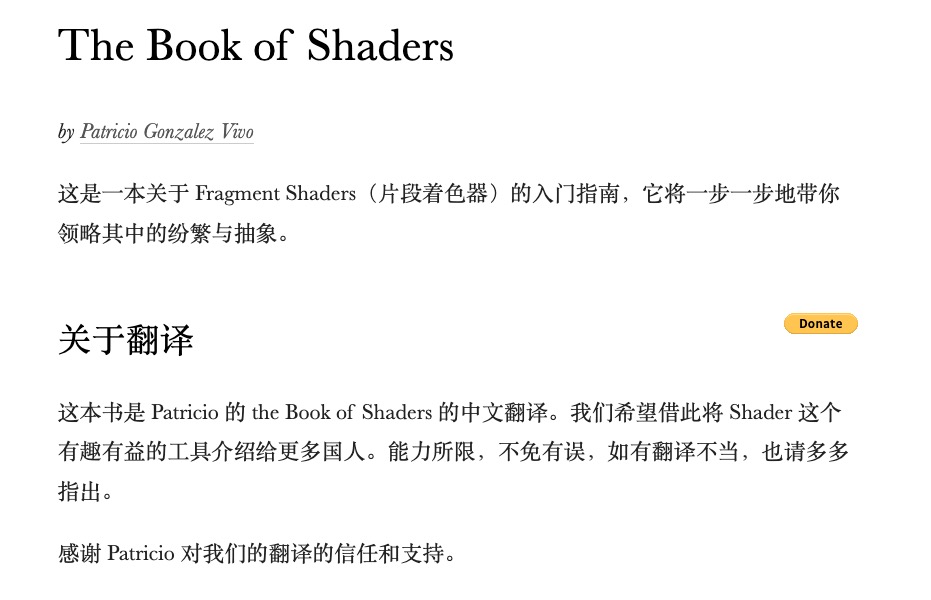 The Book of Shaders
by Patricio Gonzalez Vivo
这是一本关于 Fragment Shaders（片段着色器）的入门指南，它将一步一步地带你
领略其中的纷繁与抽象。
关于翻译
Donate
这本书是 Patricio 的 the Book of Shaders 的中文翻译。我们希望借此将 Shader 这个
有趣有益的工具介绍给更多国人。能力所限，不免有误，如有翻译不当，也请多多
指出。
感谢 Patricio 对我们的翻译的信任和支持。